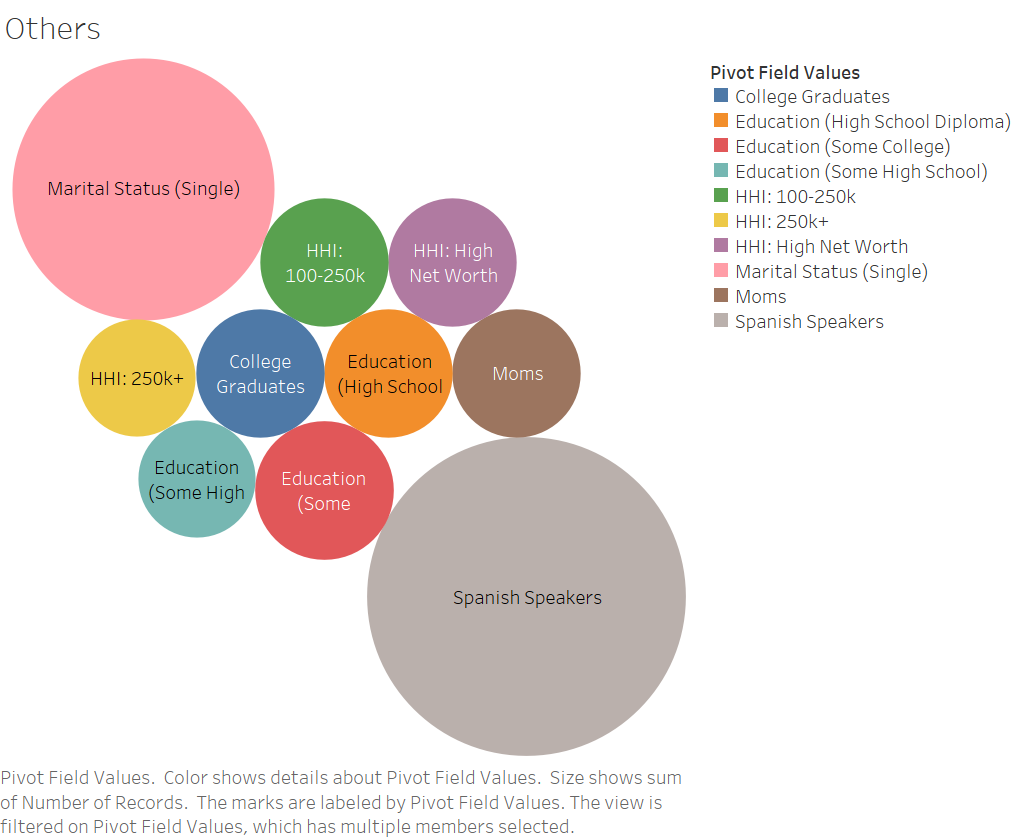 Others
Marital Status (Single)
HHI:
100-250k
HHI: High
Net Worth
HHI: 250k+
College
Graduates
Education
(High School
Moms
Education
(Some High
Education
(Some
Spanish Speakers
Pivot Field Values
College Graduates
Education (High School Diploma)
Education (Some College)
Education (Some High School)
HHI: 100-250k
HHI: 250k+
HHI: High Net Worth
Marital Status (Single)
Moms
Spanish Speakers
Pivot Field Values.  Color shows details about Pivot Field Values.  Size shows sum
of Number of Records.  The marks are labeled by Pivot Field Values. The view is
filtered on Pivot Field Values, which has multiple members selected.